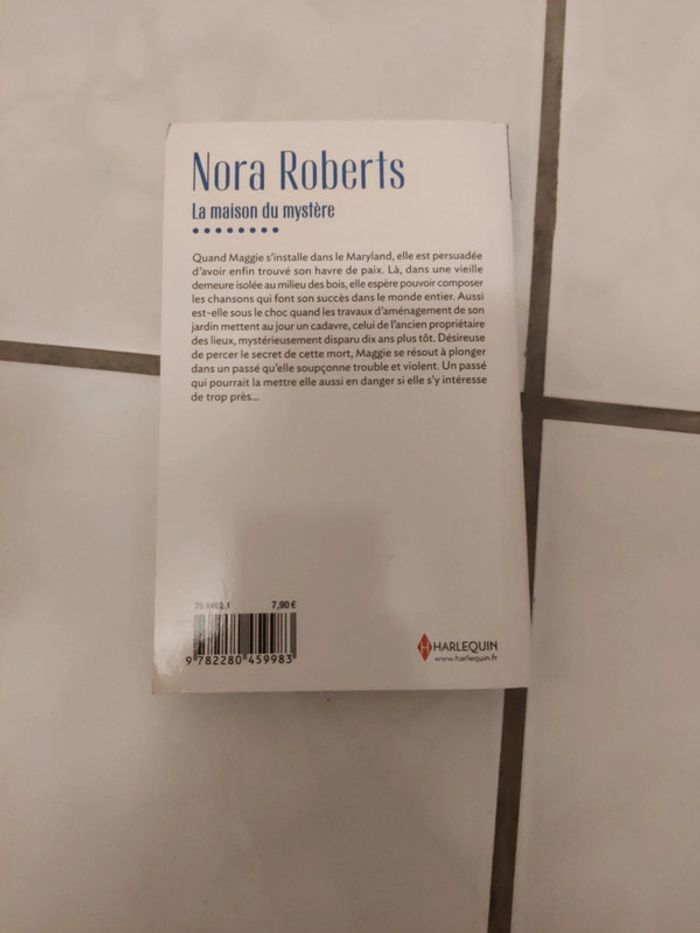 Nora Roberts
La maison du mystère
Quand Maggie s'installe dans le Maryland, elle est persuadée
d'avoir enfin trouvé son havre de paix. Là, dans une vieille
demeure isolée au milieu des bois, elle espère pouvoir composer
les chansons qui font son succès dans le monde entier. Aussi
est-elle sous le choc quand les travaux d'aménagement de son
jardin mettent au jour un cadavre, celui de l'ancien propriétaire
des lieux, mystérieusement disparu dix ans plus tôt. Désireuse
de percer le secret de cette mort, Maggie se résout à plonger
dans un passé qu'elle soupçonne trouble et violent. Un passé
qui pourrait la mettre elle aussi en danger si elle s'y intéresse
de trop près...
7,90 €
9 782280 459983
HARLEQUIN
www.harlequin.fr